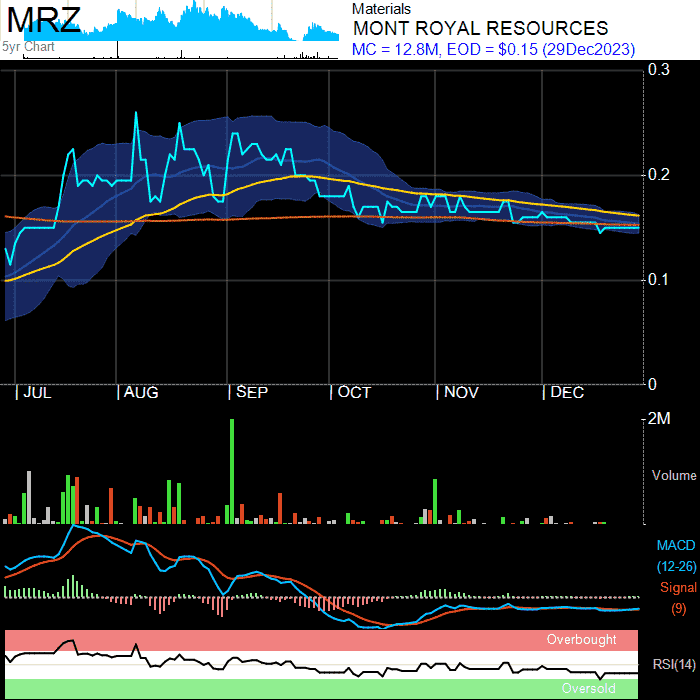 MRZ
5yr Chart
Materials
MONT ROYAL RESOURCES
MC = 12.8M, EOD = $0.15 (29Dec2023)
0.3
0.2
0.1
0
JUL AUG SEP OCT NOV DEC
2M
Volume
MACD
(12-26)
Signal
(9)
Overbought
RSI(14)
Oversold